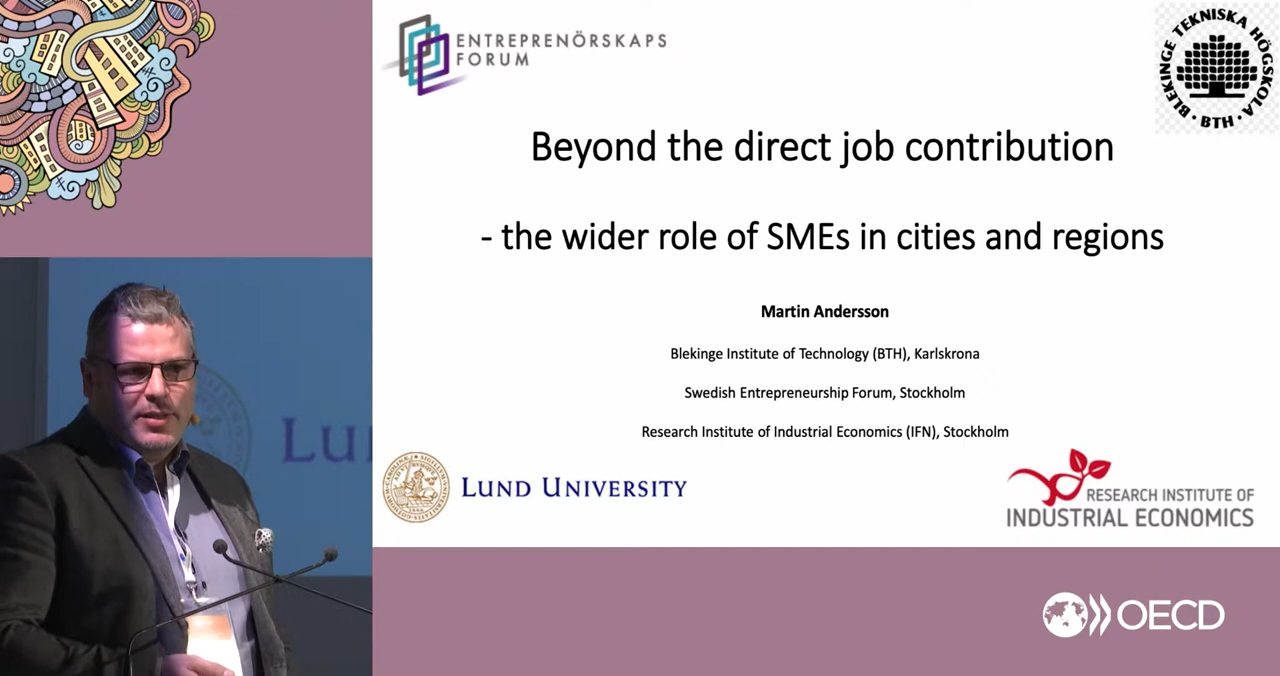 ENTREPRENÖRSKAPS
FORUM
BLEKINGE TEKNISKA HÖGSKOLA
· BTH ·
Beyond the direct job contribution
- the wider role of SMEs in cities and regions
Martin Andersson
Blekinge Institute of Technology (BTH), Karlskrona
Swedish Entrepreneurship Forum, Stockholm
Research Institute of Industrial Economics (IFN), Stockholm
LU
LUND UNIVERSITY
RESEARCH INSTITUTE OF
INDUSTRIAL ECONOMICS
OECD